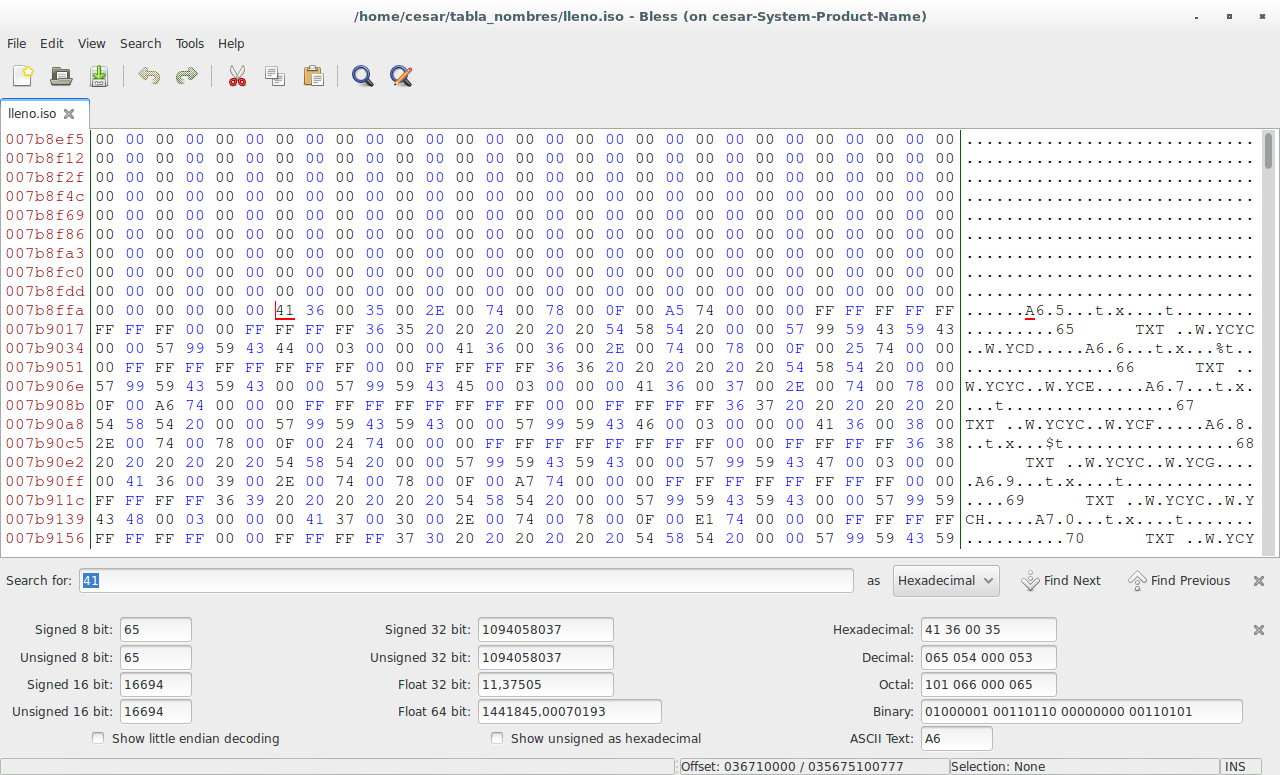 /home/cesar/tabla_nombres/lleno.iso - Bless (on cesar-System-Product-Name)
File Edit View Search Tools Help
lleno.iso
007b8ef5 00 00 00 00 00 00 00 00 00 00 00 00 00 00 00 00 00 00 00 00 00 00 00 00 00 00 00 00 00 .............................
007b8f12 00 00 00 00 00 00 00 00 00 00 00 00 00 00 00 00 00 00 00 00 00 00 00 00 00 00 00 00 00 .............................
007b8f2f 00 00 00 00 00 00 00 00 00 00 00 00 00 00 00 00 00 00 00 00 00 00 00 00 00 00 00 00 00 .............................
007b8f4c 00 00 00 00 00 00 00 00 00 00 00 00 00 00 00 00 00 00 00 00 00 00 00 00 00 00 00 00 00 .............................
007b8f69 00 00 00 00 00 00 00 00 00 00 00 00 00 00 00 00 00 00 00 00 00 00 00 00 00 00 00 00 00 .............................
007b8f86 00 00 00 00 00 00 00 00 00 00 00 00 00 00 00 00 00 00 00 00 00 00 00 00 00 00 00 00 00 .............................
007b8fa3 00 00 00 00 00 00 00 00 00 00 00 00 00 00 00 00 00 00 00 00 00 00 00 00 00 00 00 00 00 .............................
007b8fc0 00 00 00 00 00 00 00 00 00 00 00 00 00 00 00 00 00 00 00 00 00 00 00 00 00 00 00 00 00 .............................
007b8fdd 00 00 00 00 00 00 00 00 00 00 00 00 00 00 00 00 00 00 00 00 00 00 00 00 00 00 00 00 00 .............................
007b8ffa 00 00 00 00 00 00 41 36 00 35 00 2E 00 74 00 78 00 0F 00 A5 74 00 00 00 FF FF FF FF FF ......A6.5...t.x....t........
007b9017 FF FF FF 00 00 FF FF FF FF 36 35 20 20 20 20 20 20 54 58 54 20 00 00 57 99 59 43 59 43 .........65      TXT ..W.YCYC
007b9034 00 00 57 99 59 43 44 00 03 00 00 00 41 36 00 36 00 2E 00 74 00 78 00 0F 00 25 74 00 00 ..W.YCD.....A6.6...t.x...%t..
007b9051 00 FF FF FF FF FF FF FF FF 00 00 FF FF FF FF 36 36 20 20 20 20 20 20 54 58 54 20 00 00 ...............66      TXT ..
007b906e 57 99 59 43 59 43 00 00 57 99 59 43 45 00 03 00 00 00 41 36 00 37 00 2E 00 74 00 78 00 W.YCYC..W.YCE.....A6.7...t.x.
007b908b 0F 00 A6 74 00 00 00 FF FF FF FF FF FF FF FF 00 00 FF FF FF FF 36 37 20 20 20 20 20 20 ...t.................67
007b90a8 54 58 54 20 00 00 57 99 59 43 59 43 00 00 57 99 59 43 46 00 03 00 00 00 41 36 00 38 00 TXT ..W.YCYC..W.YCF.....A6.8.
007b90c5 2E 00 74 00 78 00 0F 00 24 74 00 00 00 FF FF FF FF FF FF FF FF 00 00 FF FF FF FF 36 38 ..t.x...$t.................68
007b90e2 20 20 20 20 20 20 54 58 54 20 00 00 57 99 59 43 59 43 00 00 57 99 59 43 47 00 03 00 00       TXT ..W.YCYC..W.YCG....
007b90ff 00 41 36 00 39 00 2E 00 74 00 78 00 0F 00 A7 74 00 00 00 FF FF FF FF FF FF FF FF 00 00 .A6.9...t.x....t.............
007b911c FF FF FF FF 36 39 20 20 20 20 20 20 54 58 54 20 00 00 57 99 59 43 59 43 00 00 57 99 59 ....69      TXT ..W.YCYC..W.Y
007b9139 43 48 00 03 00 00 00 41 37 00 30 00 2E 00 74 00 78 00 0F 00 E1 74 00 00 00 FF FF FF FF CH.....A7.0...t.x....t.......
007b9156 FF FF FF FF 00 00 FF FF FF FF 37 30 20 20 20 20 20 20 54 58 54 20 00 00 57 99 59 43 59 ..........70      TXT ..W.YCY
Search for: 41 as Hexadecimal Find Next Find Previous
Signed 8 bit: 65 Signed 32 bit: 1094058037 Hexadecimal: 41 36 00 35
Unsigned 8 bit: 65 Unsigned 32 bit: 1094058037 Decimal: 065 054 000 053
Signed 16 bit: 16694 Float 32 bit: 11,37505 Octal: 101 066 000 065
Unsigned 16 bit: 16694 Float 64 bit: 1441845,00070193 Binary: 01000001 00110110 00000000 00110101
Show little endian decoding Show unsigned as hexadecimal ASCII Text: A6
Offset: 036710000 / 035675100777 Selection: None INS